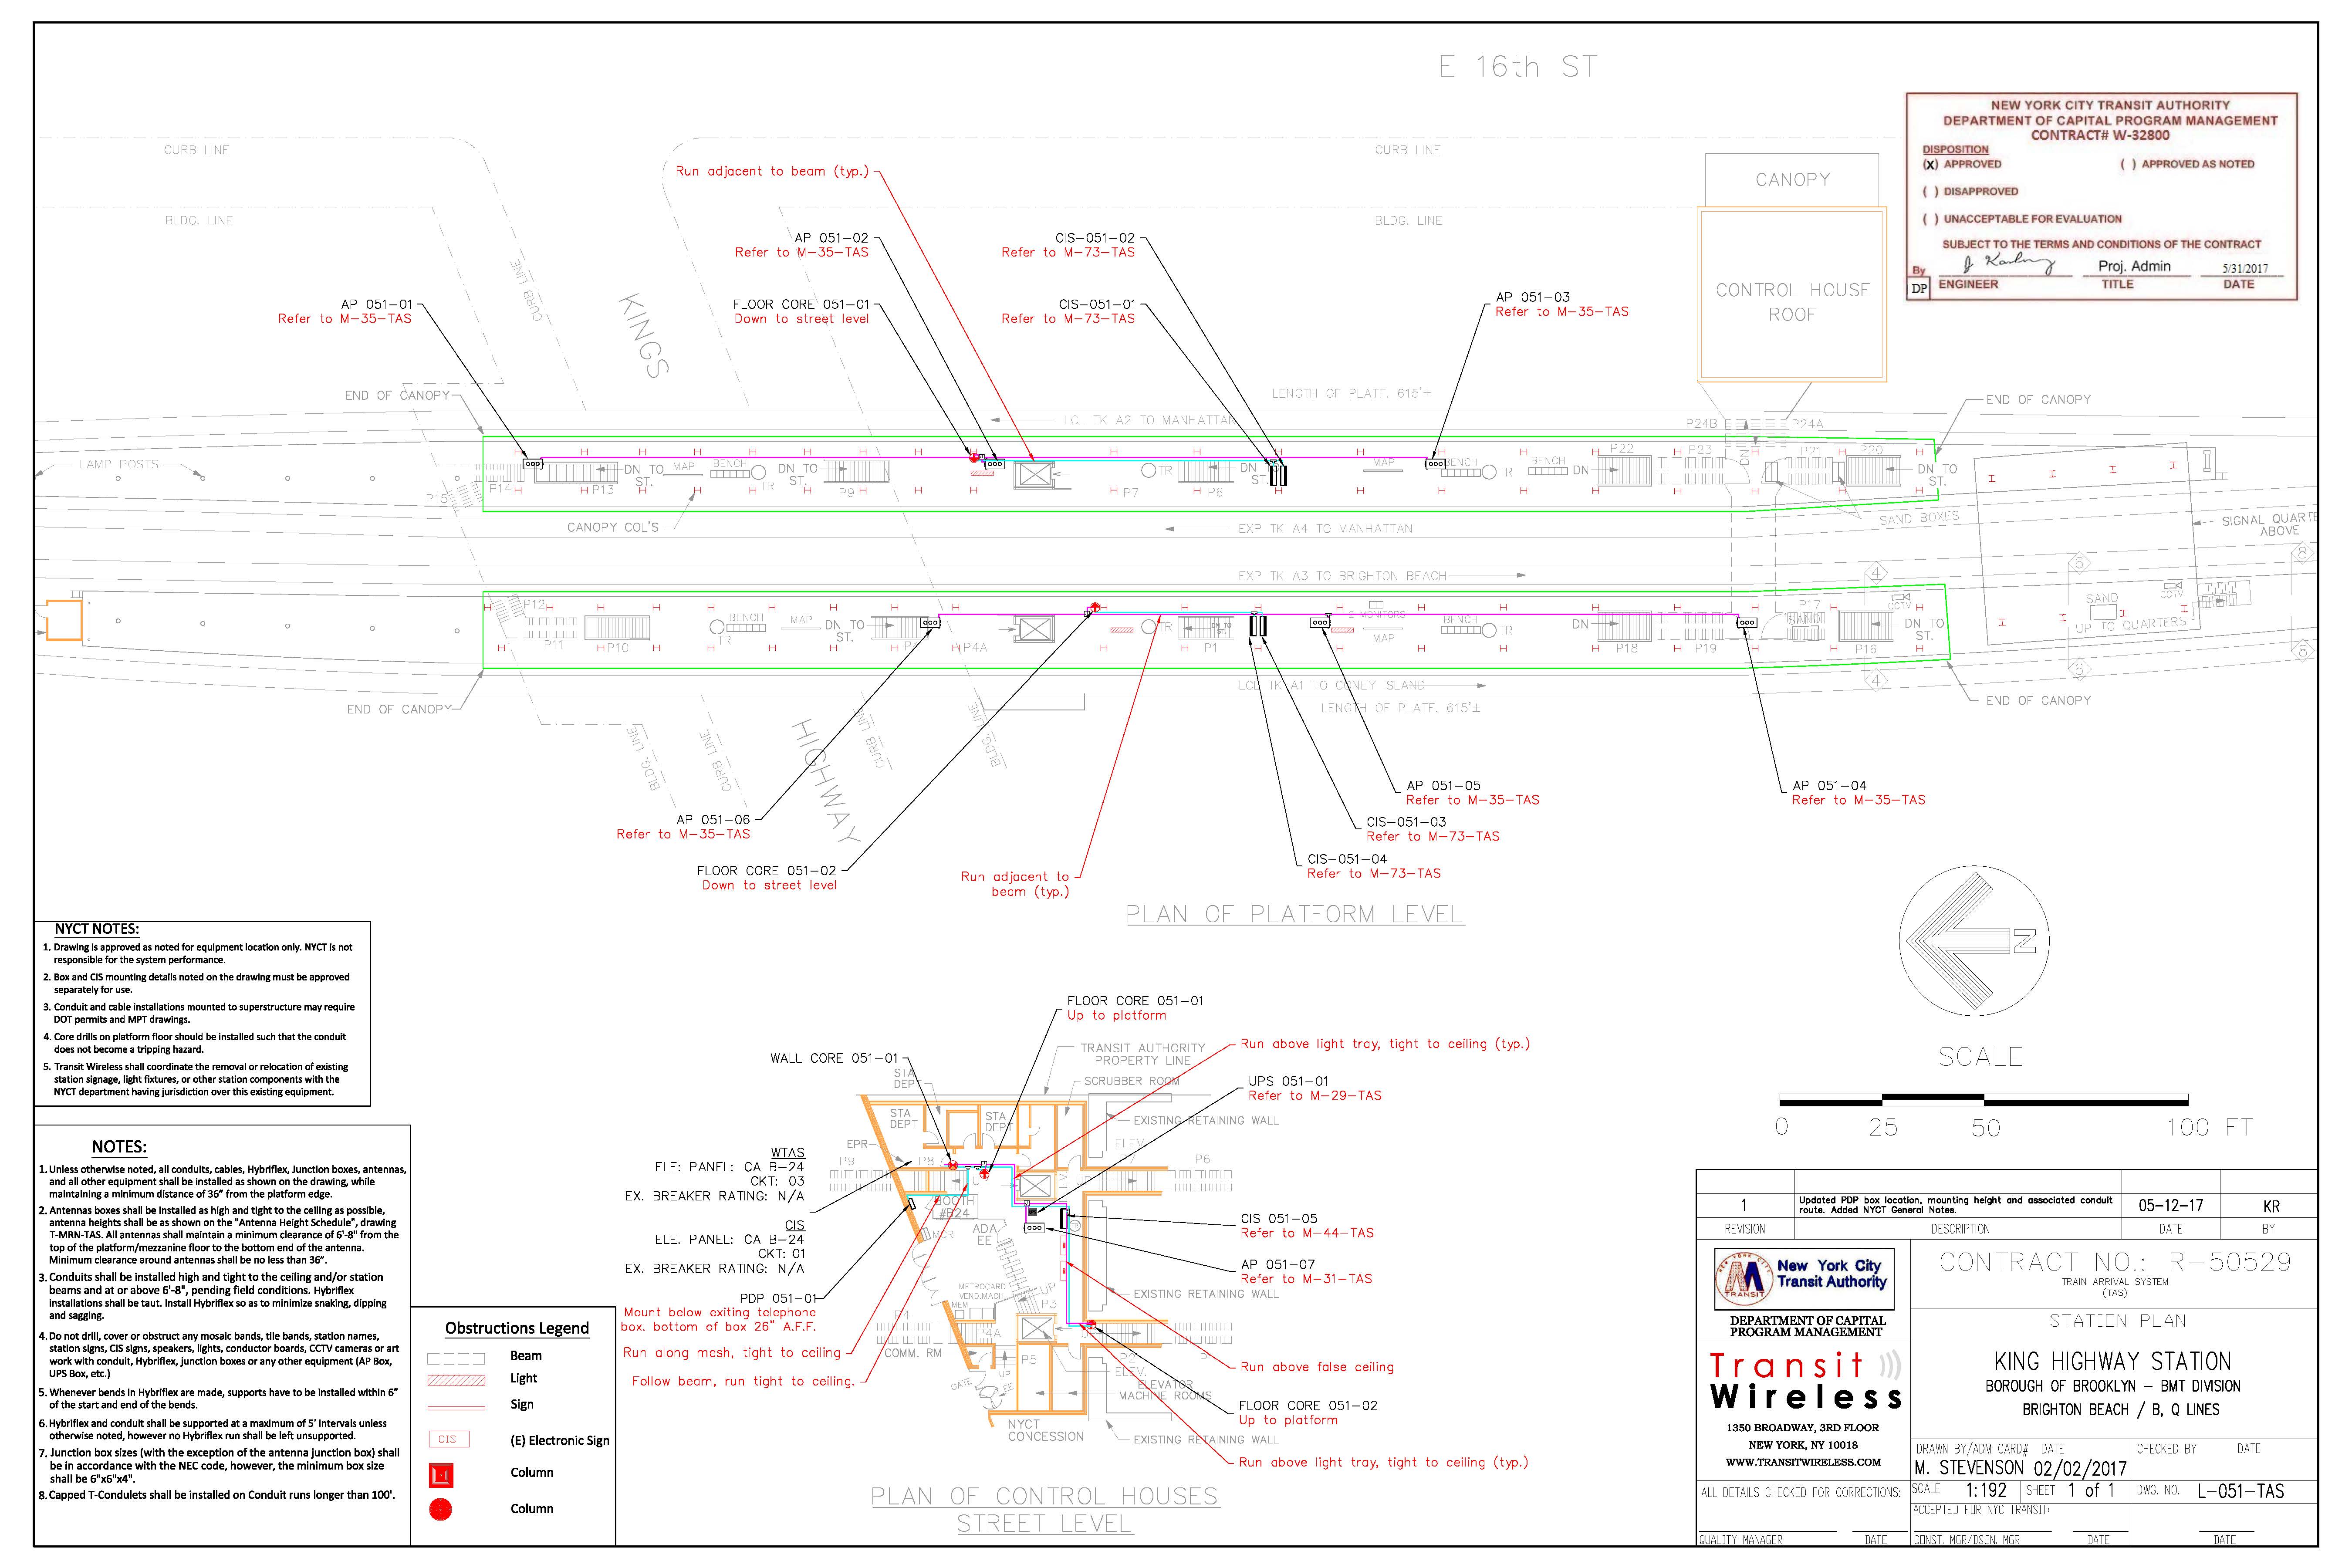 E 16th ST
NEW YORK CITY TRANSIT AUTHORITY
DEPARTMENT OF CAPITAL PROGRAM MANAGEMENT
CONTRACT# W-32800
DISPOSITION
(X) APPROVED
( ) APPROVED AS NOTED
( ) DISAPPROVED
( ) UNACCEPTABLE FOR EVALUATION
SUBJECT TO THE TERMS AND CONDITIONS OF THE CONTRACT
By
Proj. Admin
5/31/2017
DP
ENGINEER
TITLE
DATE
CURB LINE
CURB LINE
BLDG. LINE
BLDG. LINE
Run adjacent to beam (typ.)
CANOPY
CONTROL HOUSE
ROOF
AP 051-02
Refer to M-35-TAS
CIS-051-02
Refer to M-73-TAS
AP 051-01
Refer to M-35-TAS
FLOOR CORE 051-01
Down to street level
CIS-051-01
Refer to M-73-TAS
AP 051-03
Refer to M-35-TAS
CURB LINE
KINGS
END OF CANOPY
LENGTH OF PLATF. 615'±
END OF CANOPY
LCL TK A2 TO MANHATTAN
P24B
P24A
LAMP POSTS
P15
P14
P13
DN TO
ST.
MAP
BENCH
TR
DN TO
ST.
P9
P7
TR
P6
DN
ST.
MAP
BENCH
TR
BENCH
DN
P22
P23
DN
P21
P20
DN TO
ST.
CANOPY COL'S
EXP TK A4 TO MANHATTAN
SAND BOXES
SIGNAL QUARTE
ABOVE
EXP TK A3 TO BRIGHTON BEACH
4
6
8
P12
P11
P10
BENCH
TR
MAP
DN TO
ST.
P4A
TR
DN TO
ST.
P1
2 MONITORS
MAP
BENCH
TR
DN
P18
P19
P17
SAND
P16
DN TO
ST.
CCTV
SAND
CCTV
UP TO QUARTERS
4
6
8
LCL TK A1 TO CONEY ISLAND
LENGTH OF PLATF. 615'±
END OF CANOPY
END OF CANOPY
BLDG. LINE
CURB LINE
HIGHWAY
CURB LINE
BLDG. LINE
AP 051-06
Refer to M-35-TAS
FLOOR CORE 051-02
Down to street level
Run adjacent to
beam (typ.)
AP 051-05
Refer to M-35-TAS
CIS-051-03
Refer to M-73-TAS
CIS-051-04
Refer to M-73-TAS
AP 051-04
Refer to M-35-TAS
PLAN OF PLATFORM LEVEL
NYCT NOTES:
1. Drawing is approved as noted for equipment location only. NYCT is not
responsible for the system performance.
2. Box and CIS mounting details noted on the drawing must be approved
separately for use.
3. Conduit and cable installations mounted to superstructure may require
DOT permits and MPT drawings.
4. Core drills on platform floor should be installed such that the conduit
does not become a tripping hazard.
5. Transit Wireless shall coordinate the removal or relocation of existing
station signage, light fixtures, or other station components with the
NYCT department having jurisdiction over this existing equipment.
NOTES:
1. Unless otherwise noted, all conduits, cables, Hybriflex, Junction boxes, antennas,
and all other equipment shall be installed as shown on the drawing, while
maintaining a minimum distance of 36” from the platform edge.
2. Antennas boxes shall be installed as high and tight to the ceiling as possible,
antenna heights shall be as shown on the "Antenna Height Schedule", drawing
T-MRN-TAS. All antennas shall maintain a minimum clearance of 6'-8" from the
top of the platform/mezzanine floor to the bottom end of the antenna.
Minimum clearance around antennas shall be no less than 36”.
3. Conduits shall be installed high and tight to the ceiling and/or station
beams and at or above 6'-8", pending field conditions. Hybriflex
installations shall be taut. Install Hybriflex so as to minimize snaking, dipping
and sagging.
4. Do not drill, cover or obstruct any mosaic bands, tile bands, station names,
station signs, CIS signs, speakers, lights, conductor boards, CCTV cameras or art
work with conduit, Hybriflex, junction boxes or any other equipment (AP Box,
UPS Box, etc.)
5. Whenever bends in Hybriflex are made, supports have to be installed within 6”
of the start and end of the bends.
6. Hybriflex and conduit shall be supported at a maximum of 5' intervals unless
otherwise noted, however no Hybriflex run shall be left unsupported.
7. Junction box sizes (with the exception of the antenna junction box) shall
be in accordance with the NEC code, however, the minimum box size
shall be 6"x6"x4".
8. Capped T-Condulets shall be installed on Conduit runs longer than 100'.
Obstructions Legend
Beam
Light
Sign
CIS
(E) Electronic Sign
Column
Column
FLOOR CORE 051-01
Up to platform
WALL CORE 051-01
STA
DEPT
TRANSIT AUTHORITY
PROPERTY LINE
Run above light tray, tight to ceiling (typ.)
SCRUBBER ROOM
UPS 051-01
Refer to M-29-TAS
STA
DEPT
STA
DEPT
EXISTING RETAINING WALL
EPR
ELEV.
WTAS
ELE: PANEL: CA B-24
CKT: 03
EX. BREAKER RATING: N/A
P9
P8
UP
P7
P6
BOOTH
#B24
CIS
ELE. PANEL: CA B-24
CKT: 01
EX. BREAKER RATING: N/A
MCR
ADA
EE
CIS 051-05
Refer to M-44-TAS
AP 051-07
Refer to M-31-TAS
METROCARD
VEND.MACH.
MEM
UP
P3
EXISTING RETAINING WALL
PDP 051-01
Mount below exiting telephone
box. bottom of box 26" A.F.F.
P4
P4A
Run along mesh, tight to ceiling
COMM. RM
P5
P2
P1
Follow beam, run tight to ceiling.
GATE
EE
UP
ELEV.
ELEVATOR
MACHINE ROOMS
Run above false ceiling
FLOOR CORE 051-02
Up to platform
NYCT
CONCESSION
EXISTING RETAINING WALL
Run above light tray, tight to ceiling (typ.)
PLAN OF CONTROL HOUSES
STREET LEVEL
N
SCALE
0 25 50 100 FT
1
Updated PDP box location, mounting height and associated conduit
route. Added NYCT General Notes.
05-12-17
KR
REVISION
DESCRIPTION
DATE
BY
New York City
Transit Authority
DEPARTMENT OF CAPITAL
PROGRAM MANAGEMENT
CONTRACT NO.: R-50529
TRAIN ARRIVAL SYSTEM
(TAS)
STATION PLAN
Transit
Wireless
1350 BROADWAY, 3RD FLOOR
NEW YORK, NY 10018
WWW.TRANSITWIRELESS.COM
KING HIGHWAY STATION
BOROUGH OF BROOKLYN - BMT DIVISION
BRIGHTON BEACH / B, Q LINES
DRAWN BY/ADM CARD# DATE
M. STEVENSON 02/02/2017
CHECKED BY DATE
ALL DETAILS CHECKED FOR CORRECTIONS:
SCALE 1:192
SHEET 1 of 1
DWG. NO. L-051-TAS
ACCEPTED FOR NYC TRANSIT:
QUALITY MANAGER DATE
CONST. MGR/DSGN. MGR DATE
DATE